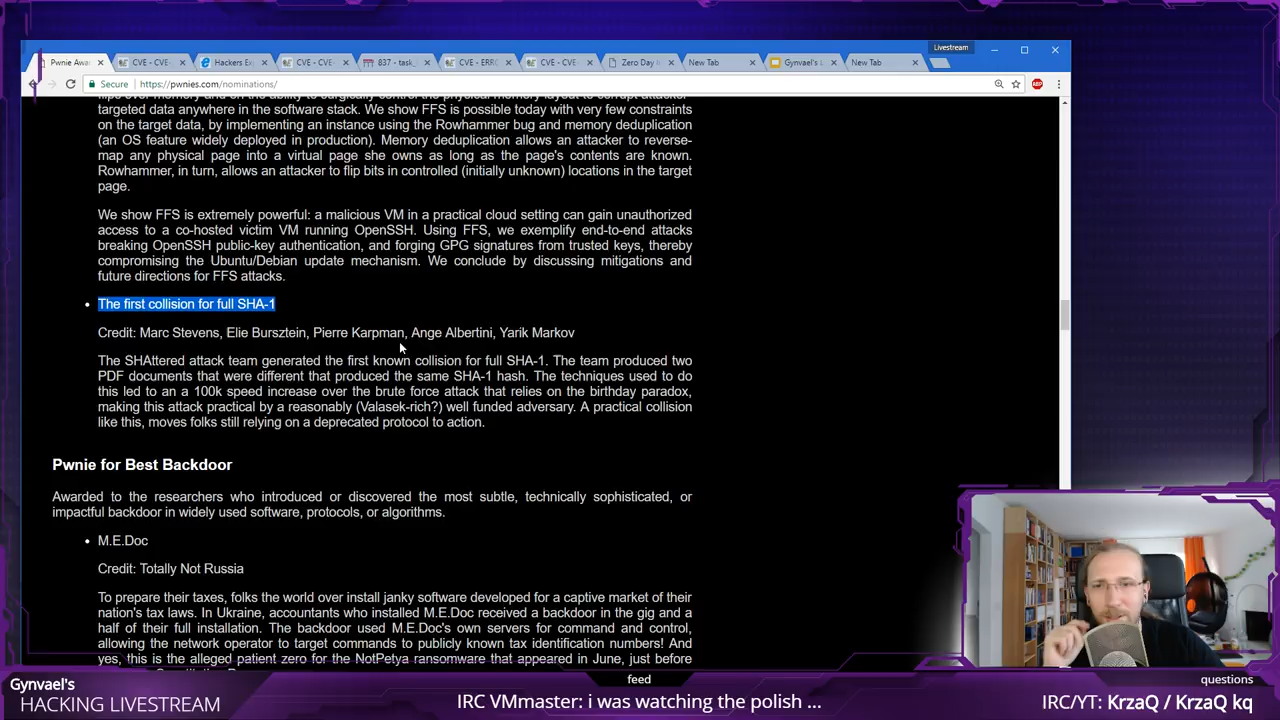 Livestream
Pwnie Awa
CVE - CVE-
Hackers Ex
CVE - CVE-
837 - task_
CVE - ERRO
CVE - CVE-
Zero Day
New Tab
Gynvael's L
New Tab
Secure
https://pwnies.com/nominations/
targeted data anywhere in the software stack. We show FFS is possible today with very few constraints
on the target data, by implementing an instance using the Rowhammer bug and memory deduplication
(an OS feature widely deployed in production). Memory deduplication allows an attacker to reverse-
map any physical page into a virtual page she owns as long as the page's contents are known.
Rowhammer, in turn, allows an attacker to flip bits in controlled (initially unknown) locations in the target
page.
We show FFS is extremely powerful: a malicious VM in a practical cloud setting can gain unauthorized
access to a co-hosted victim VM running OpenSSH. Using FFS, we exemplify end-to-end attacks
breaking OpenSSH public-key authentication, and forging GPG signatures from trusted keys, thereby
compromising the Ubuntu/Debian update mechanism. We conclude by discussing mitigations and
future directions for FFS attacks.
• The first collision for full SHA-1
Credit: Marc Stevens, Elie Bursztein, Pierre Karpman, Ange Albertini, Yarik Markov
The SHAttered attack team generated the first known collision for full SHA-1. The team produced two
PDF documents that were different that produced the same SHA-1 hash. The techniques used to do
this led to an a 100k speed increase over the brute force attack that relies on the birthday paradox,
making this attack practical by a reasonably (Valasek-rich?) well funded adversary. A practical collision
like this, moves folks still relying on a deprecated protocol to action.
Pwnie for Best Backdoor
Awarded to the researchers who introduced or discovered the most subtle, technically sophisticated, or
impactful backdoor in widely used software, protocols, or algorithms.
• M.E.Doc
Credit: Totally Not Russia
To prepare their taxes, folks the world over install janky software developed for a captive market of their
nation's tax laws. In Ukraine, accountants who installed M.E.Doc received a backdoor in the gig and a
half of their full installation. The backdoor used M.E.Doc's own servers for command and control,
allowing the network operator to target commands to publicly known tax identification numbers! And
yes, this is the alleged patient zero for the NotPetya ransomware that appeared in June, just before
Gynvael's
HACKING LIVESTREAM
feed
IRC VMmaster: i was watching the polish ...
questions
IRC/YT: KrzaQ / KrzaQ kq